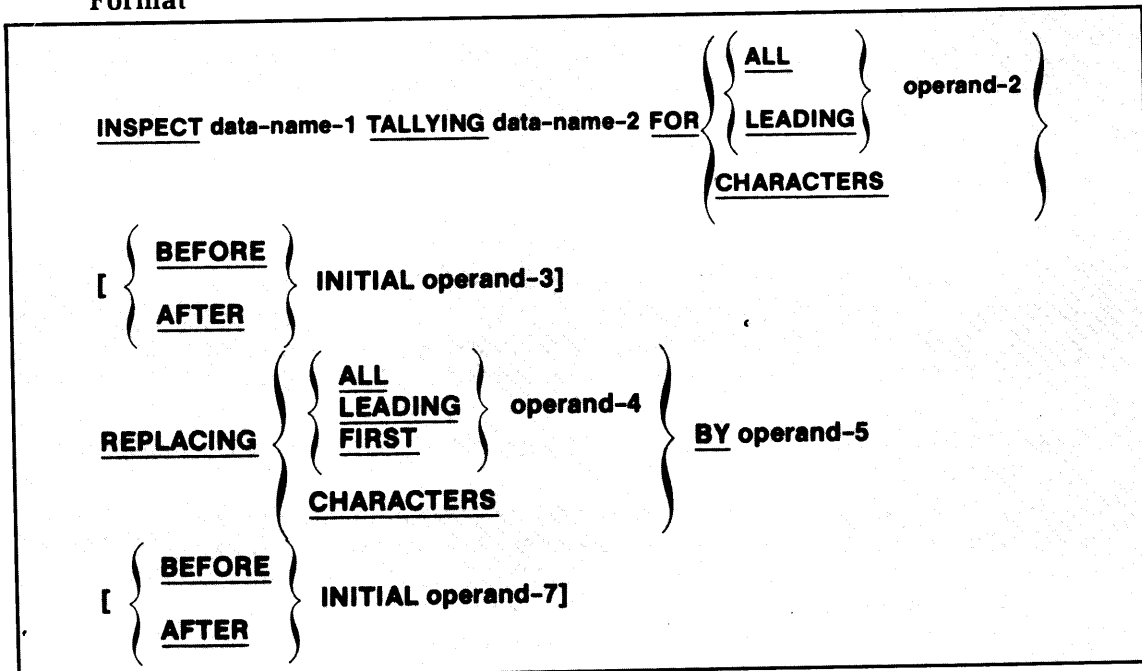 Format
ALL
INSPECT data-name-1 TALLYING data-name-2 FOR LEADING operand-2
CHARACTERS
BEFORE
[ INITIAL operand-3]
AFTER
ALL
REPLACING LEADING operand-4 BY operand-5
FIRST
CHARACTERS
BEFORE
[ INITIAL operand-7]
AFTER